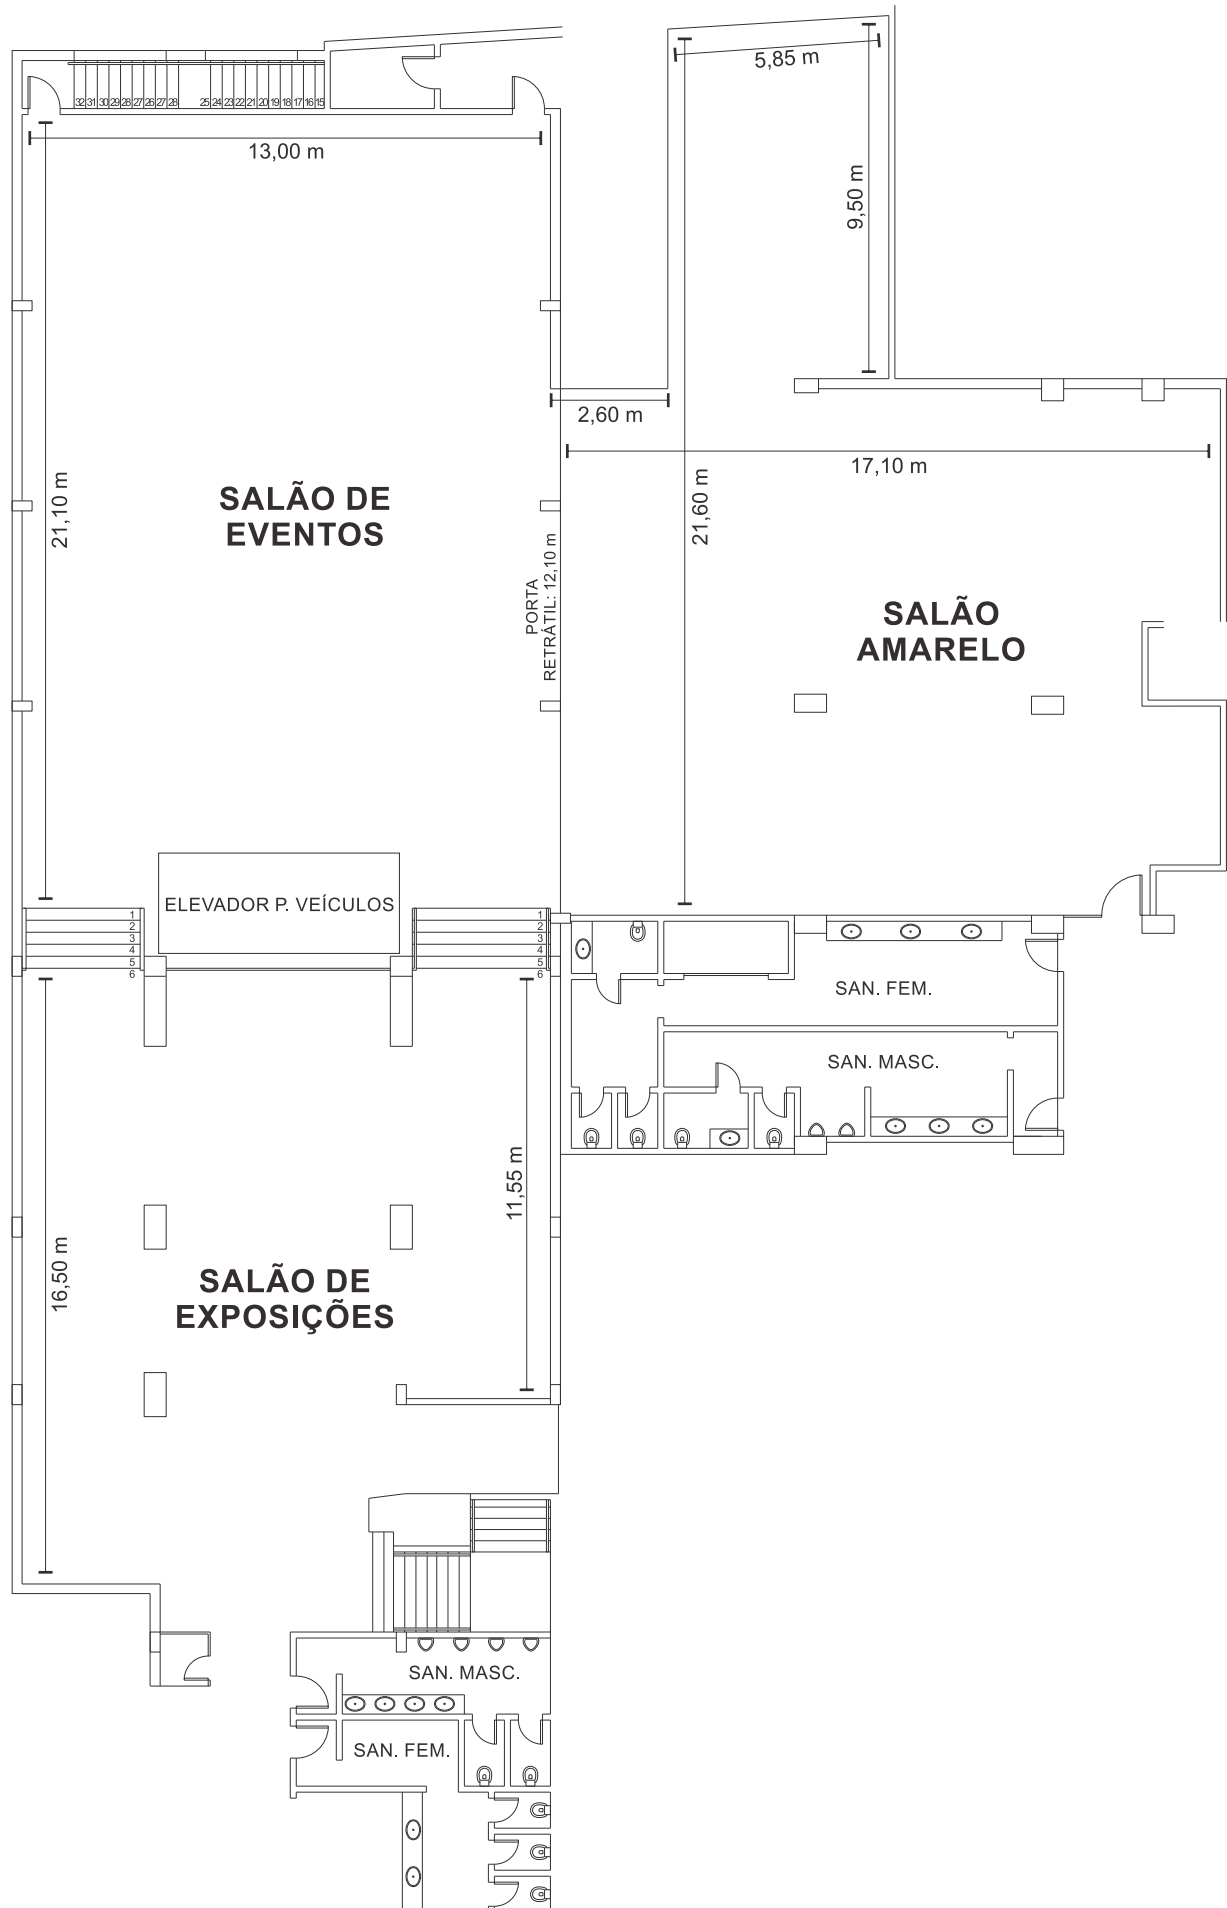 5,85 m
32 31 30 29 28 27 26 27 28 25 24 23 22 21 20 19 18 17 16 15
13,00 m
9,50 m
2,60 m
17,10 m
21,10 m
SALÃO DE
EVENTOS
21,60 m
PORTA
RETRÁTIL: 12,10 m
SALÃO
AMARELO
ELEVADOR P. VEÍCULOS
1
2
3
4
5
6
1
2
3
4
5
6
SAN. FEM.
SAN. MASC.
11,55 m
16,50 m
SALÃO DE
EXPOSIÇÕES
SAN. MASC.
SAN. FEM.